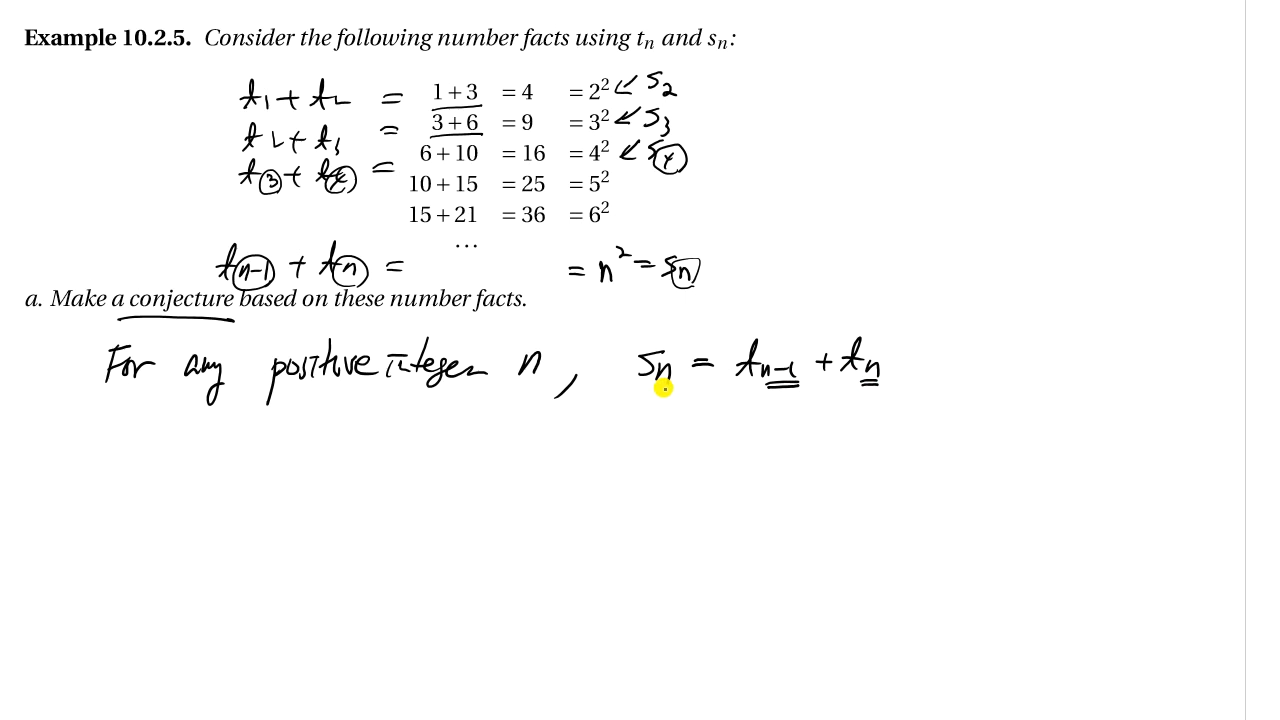 Example 10.2.5. Consider the following number facts using tₙ and sₙ:
t₁ + t₂ = 1 + 3 = 4 = 2² ↙ S₂
t₂ + t₃ = 3 + 6 = 9 = 3² ↙ S₃
t₃ + t₄ = 6 + 10 = 16 = 4² ↙ S₄
10 + 15 = 25 = 5²
15 + 21 = 36 = 6²
...
tₙ₋₁ + tₙ = = n² = Sₙ
a. Make a conjecture based on these number facts.
For any positive integer n, Sₙ = tₙ₋₁ + tₙ